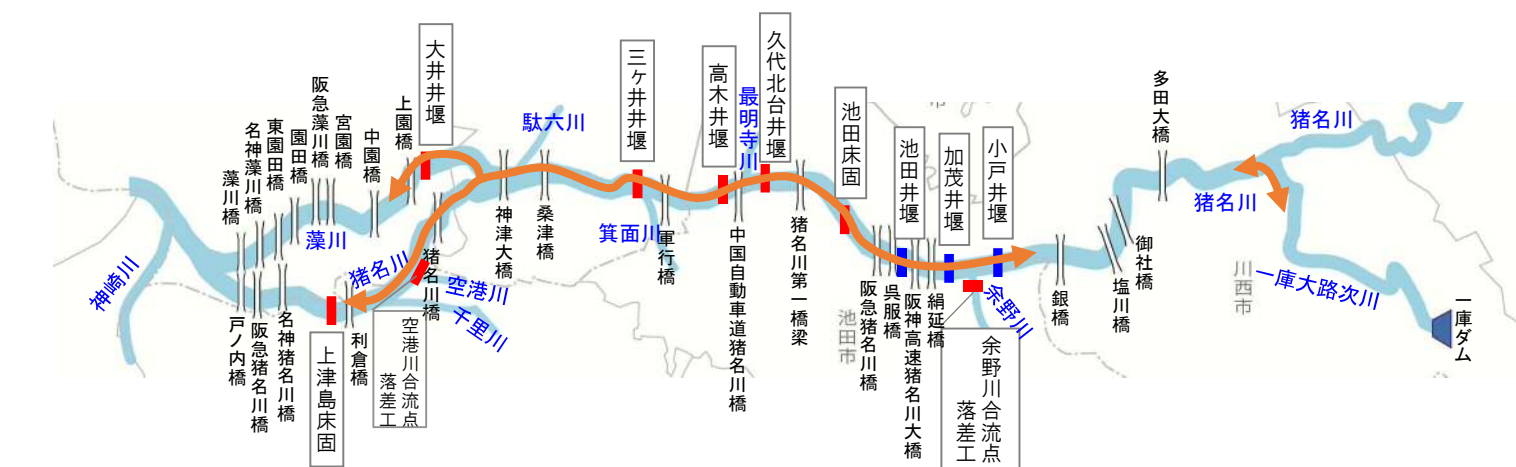 大井井堰
三ヶ井井堰
高木井堰
久代北台井堰
池田床固
池田井堰
加茂井堰
小戸井堰
多田大橋
最明寺川
駄六川
猪名川
猪名川
一庫大路次川
一庫ダム
川西市
市
藻川橋
名神藻川橋
東園田橋
園田橋
阪急藻川橋
宮園橋
中園橋
上園橋
藻川
神崎川
猪名川
猪名川橋
空港川
千里川
神津大橋
桑津橋
箕面川
軍行橋
中国自動車道猪名川橋
猪名川第一橋梁
池田市
阪急猪名川橋
呉服橋
阪神高速猪名川大橋
絹延橋
余野川
銀橋
塩川橋
御社橋
戸ノ内橋
阪急猪名川橋
名神猪名川橋
上津島床固
利倉橋
空港川合流点
落差工
余野川合流点
落差工